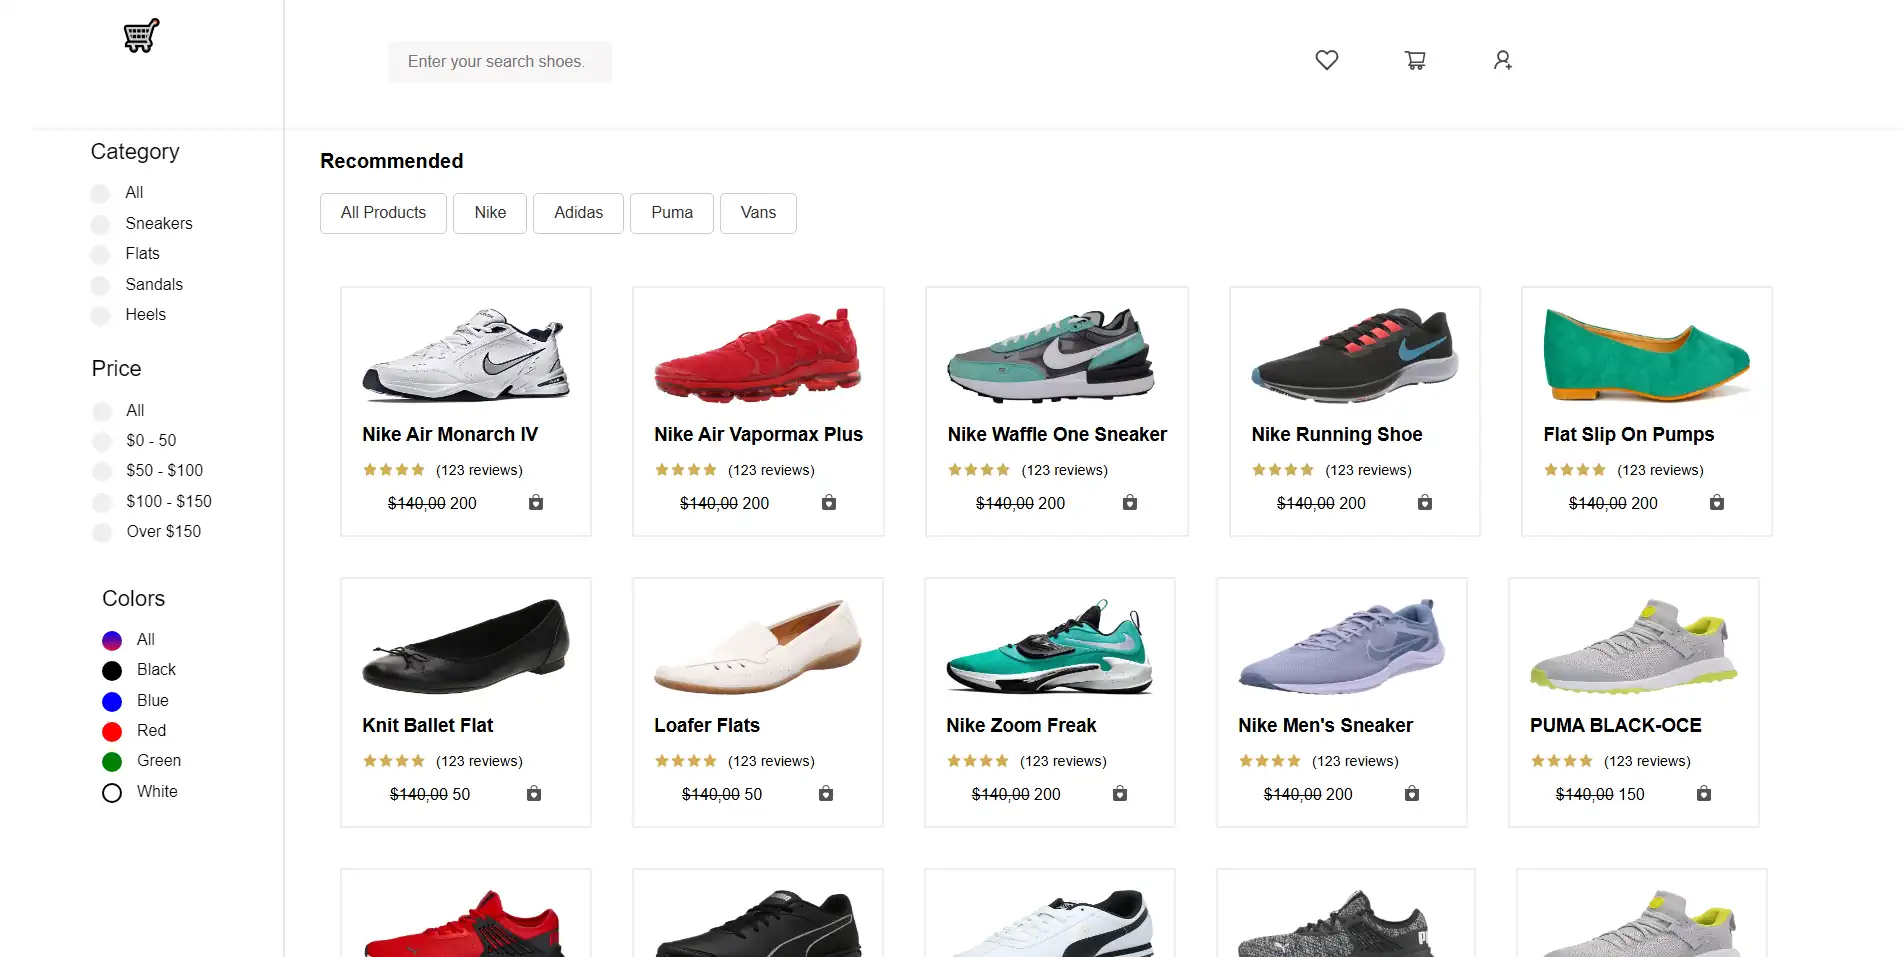 Enter your search shoes.
Category
All
Sneakers
Flats
Sandals
Heels
Price
All
$0 - 50
$50 - $100
$100 - $150
Over $150
Colors
All
Black
Blue
Red
Green
White
Recommended
All Products Nike Adidas Puma Vans
Nike Air Monarch IV
(123 reviews)
$140,00 200
Nike Air Vapormax Plus
(123 reviews)
$140,00 200
Nike Waffle One Sneaker
(123 reviews)
$140,00 200
Nike Running Shoe
(123 reviews)
$140,00 200
Flat Slip On Pumps
(123 reviews)
$140,00 200
Knit Ballet Flat
(123 reviews)
$140,00 50
Loafer Flats
(123 reviews)
$140,00 50
Nike Zoom Freak
(123 reviews)
$140,00 200
Nike Men's Sneaker
(123 reviews)
$140,00 200
PUMA BLACK-OCE
(123 reviews)
$140,00 150